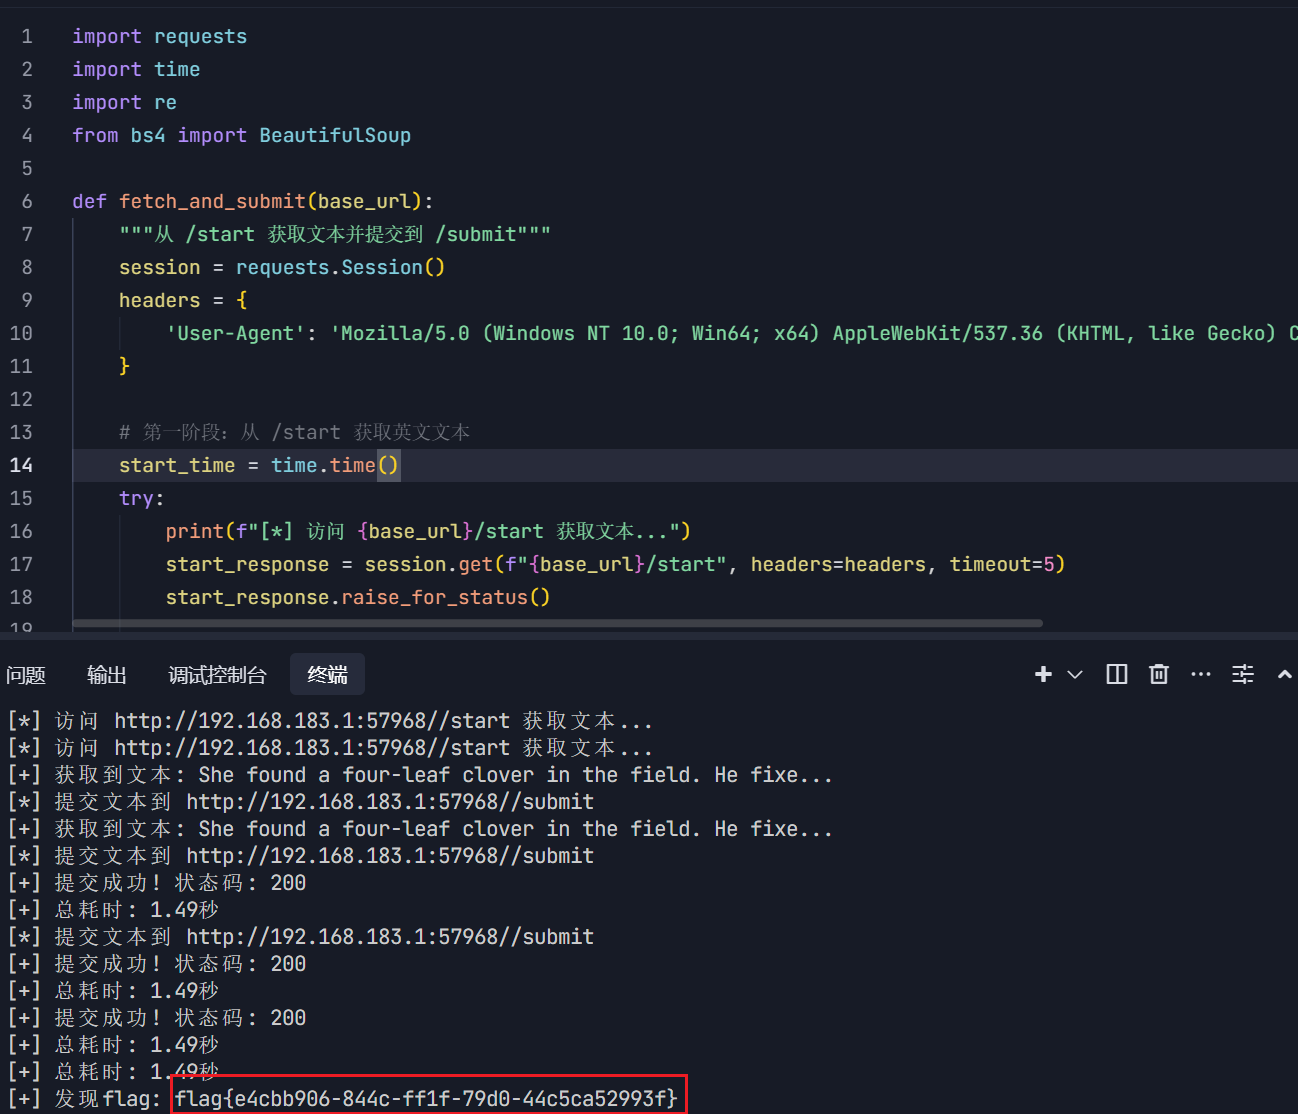 1 import requests
2 import time
3 import re
4 from bs4 import BeautifulSoup
5
6 def fetch_and_submit(base_url):
7 """从 /start 获取文本并提交到 /submit"""
8 session = requests.Session()
9 headers = {
10 'User-Agent': 'Mozilla/5.0 (Windows NT 10.0; Win64; x64) AppleWebKit/537.36 (KHTML, like Gecko) C
11 }
12
13 # 第一阶段：从 /start 获取英文文本
14 start_time = time.time()
15 try:
16 print(f"[*] 访问 {base_url}/start 获取文本...")
17 start_response = session.get(f"{base_url}/start", headers=headers, timeout=5)
18 start_response.raise_for_status()
19
问题 输出 调试控制台 终端
[*] 访问 http://192.168.183.1:57968//start 获取文本...
[*] 访问 http://192.168.183.1:57968//start 获取文本...
[+] 获取到文本: She found a four-leaf clover in the field. He fixe...
[*] 提交文本到 http://192.168.183.1:57968//submit
[+] 获取到文本: She found a four-leaf clover in the field. He fixe...
[*] 提交文本到 http://192.168.183.1:57968//submit
[+] 提交成功! 状态码: 200
[+] 总耗时: 1.49秒
[*] 提交文本到 http://192.168.183.1:57968//submit
[+] 提交成功! 状态码: 200
[+] 总耗时: 1.49秒
[+] 提交成功! 状态码: 200
[+] 总耗时: 1.49秒
[+] 总耗时: 1.49秒
[+] 发现flag: flag{e4cbb906-844c-ff1f-79d0-44c5ca52993f}